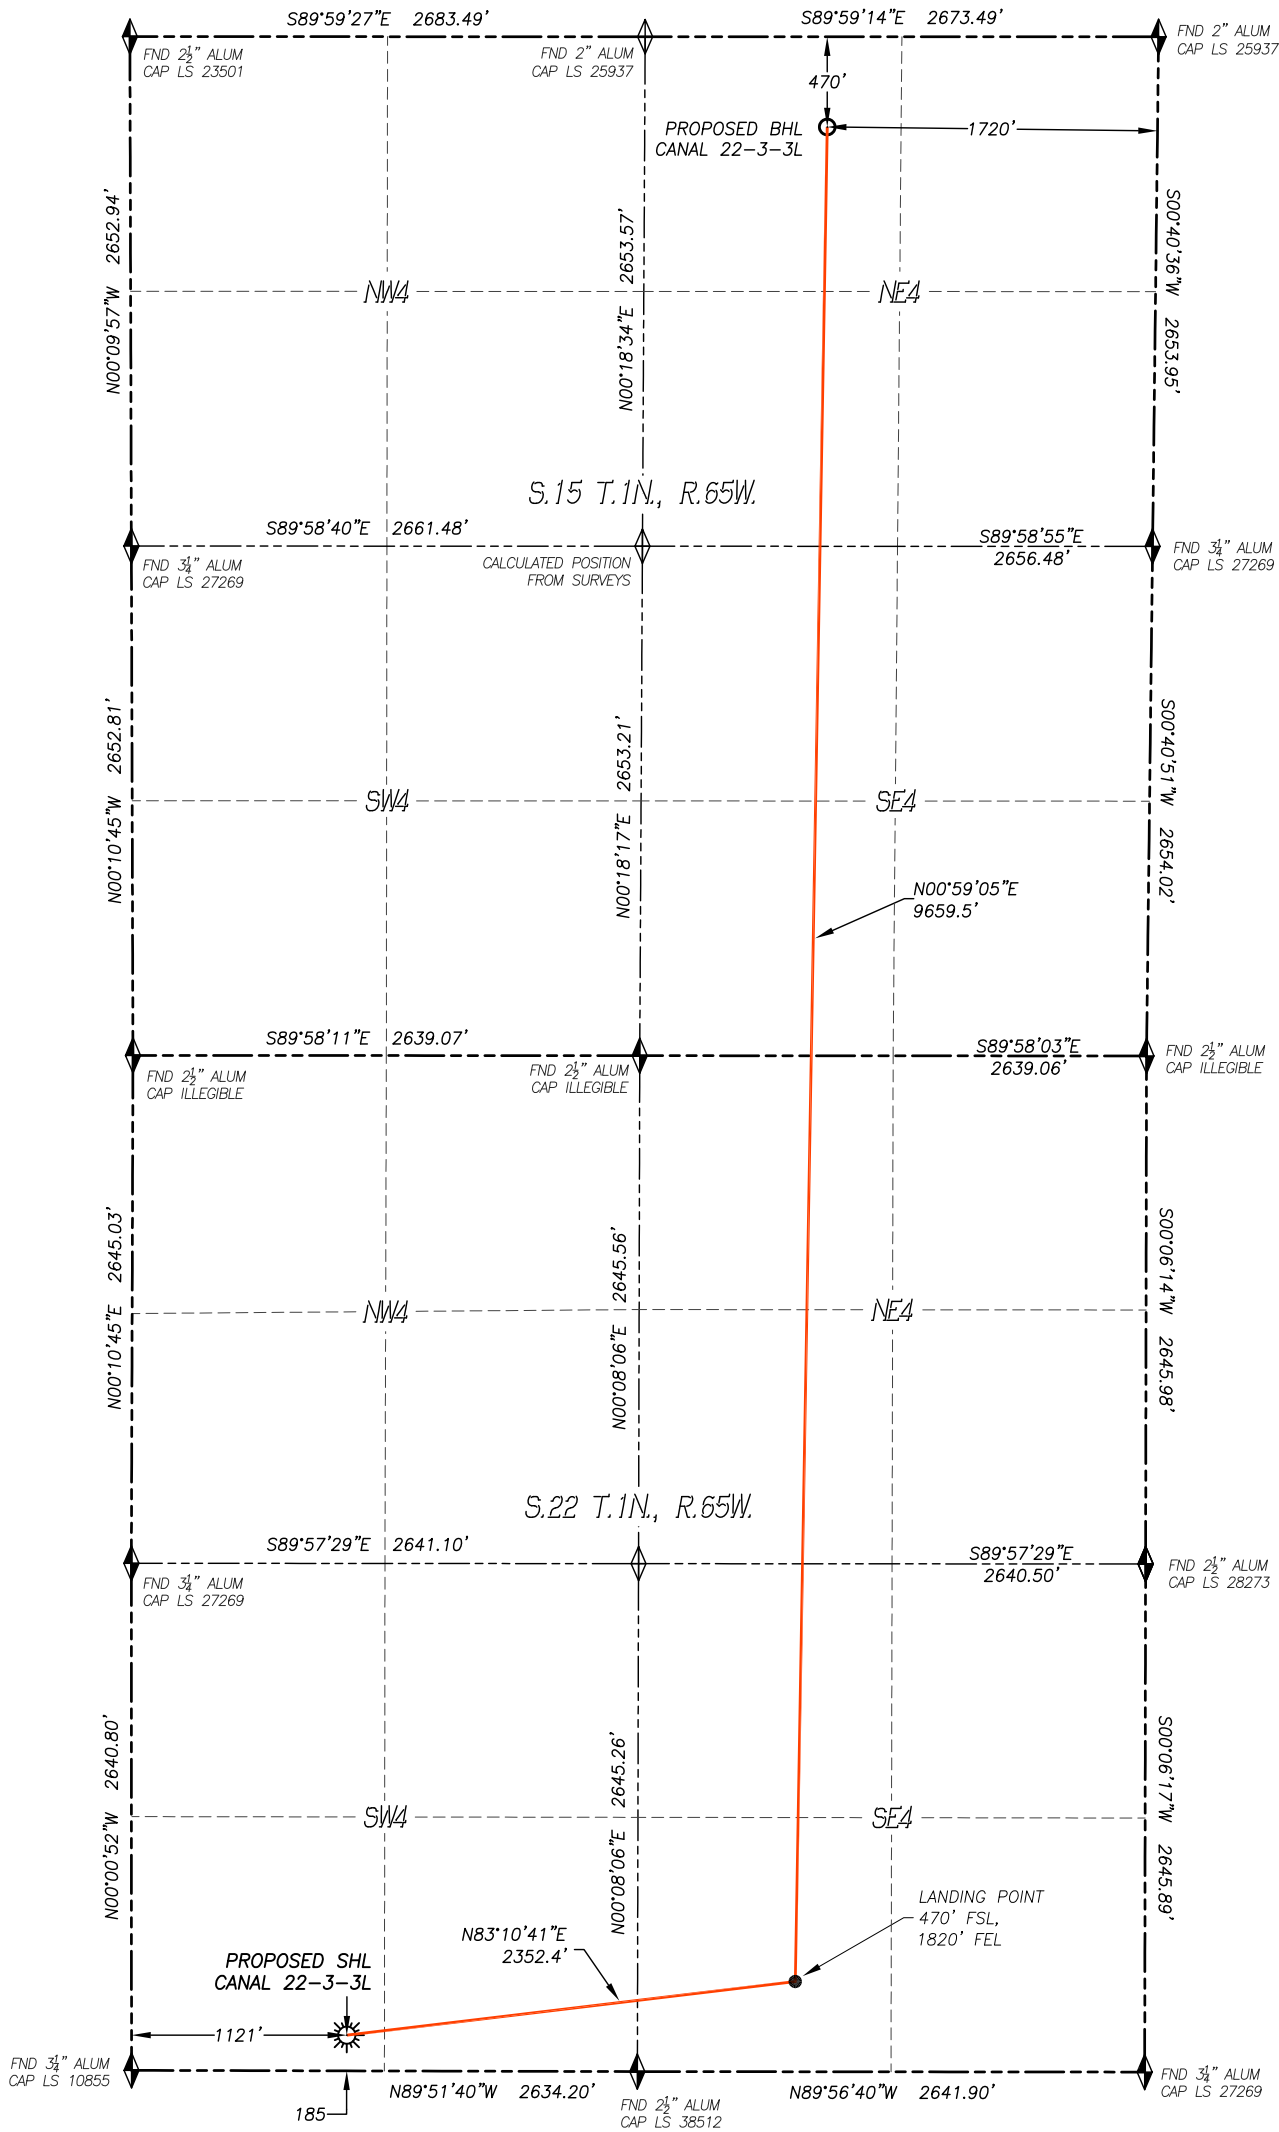 S89°59'27"E 2683.49'
S89°59'14"E 2673.49'
FND 2½" ALUM
CAP LS 23501
FND 2" ALUM
CAP LS 25937
FND 2" ALUM
CAP LS 25937
470'
PROPOSED BHL
CANAL 22-3-3L
1720'
N00°09'57"W 2652.94'
N00°18'34"E 2653.57'
S00°40'36"W 2653.95'
NW4
NE4
S.15 T.1N., R.65W.
S89°58'40"E 2661.48'
S89°58'55"E
2656.48'
FND 3¼" ALUM
CAP LS 27269
CALCULATED POSITION
FROM SURVEYS
FND 3¼" ALUM
CAP LS 27269
N00°10'45"W 2652.81'
N00°18'17"E 2653.21'
S00°40'51"W 2654.02'
SW4
SE4
N00°59'05"E
9659.5'
S89°58'11"E 2639.07'
S89°58'03"E
2639.06'
FND 2½" ALUM
CAP ILLEGIBLE
FND 2½" ALUM
CAP ILLEGIBLE
FND 2½" ALUM
CAP ILLEGIBLE
N00°10'45"E 2645.03'
N00°08'06"E 2645.56'
S00°06'14"W 2645.98'
NW4
NE4
S.22 T.1N., R.65W.
S89°57'29"E 2641.10'
S89°57'29"E
2640.50'
FND 3¼" ALUM
CAP LS 27269
FND 2½" ALUM
CAP LS 28273
N00°00'52"W 2640.80'
N00°08'06"E 2645.26'
S00°06'17"W 2645.89'
SW4
SE4
LANDING POINT
470' FSL,
1820' FEL
N83°10'41"E
2352.4'
PROPOSED SHL
CANAL 22-3-3L
1121'
FND 3¼" ALUM
CAP LS 10855
N89°51'40"W 2634.20'
N89°56'40"W 2641.90'
FND 3¼" ALUM
CAP LS 27269
185
FND 2½" ALUM
CAP LS 38512